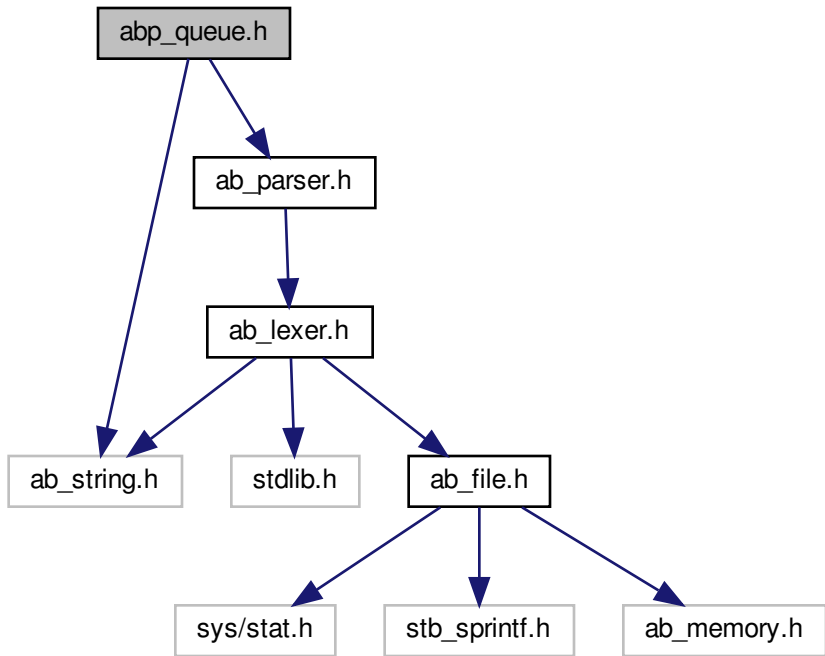 abp_queue.h
ab_parser.h
ab_lexer.h
ab_string.h
stdlib.h
ab_file.h
sys/stat.h
stb_sprintf.h
ab_memory.h